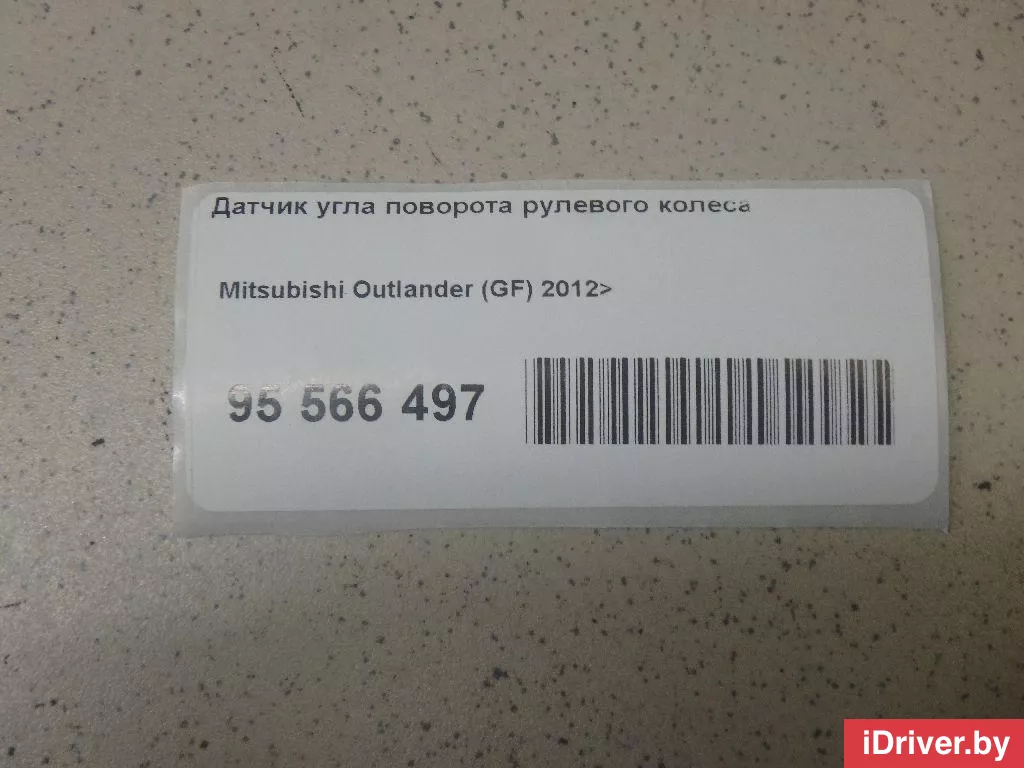 Датчик угла поворота рулевого колеса
Mitsubishi Outlander (GF) 2012>
95 566 497
iDriver.by